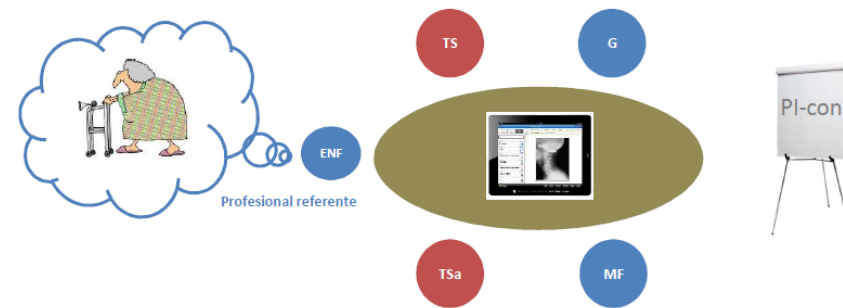 TS
G
PI-con
ENF
Profesional referente
TSa
MF